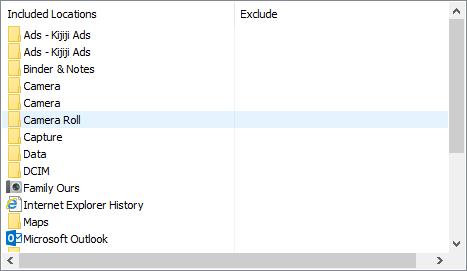 Included Locations Exclude
Ads - Kijiji Ads
Ads - Kijiji Ads
Binder & Notes
Camera
Camera
Camera Roll
Capture
Data
DCIM
Family Ours
Internet Explorer History
Maps
Microsoft Outlook